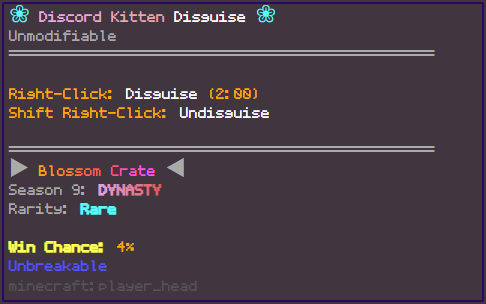 ❀ Discord Kitten Disguise ❀
Unmodifiable
Right-Click: Disguise (2:00)
Shift Right-Click: Undisguise
▶ Blossom Crate ◀
Season 9: DYNASTY
Rarity: Rare
Win Chance: 4%
Unbreakable
minecraft:player_head